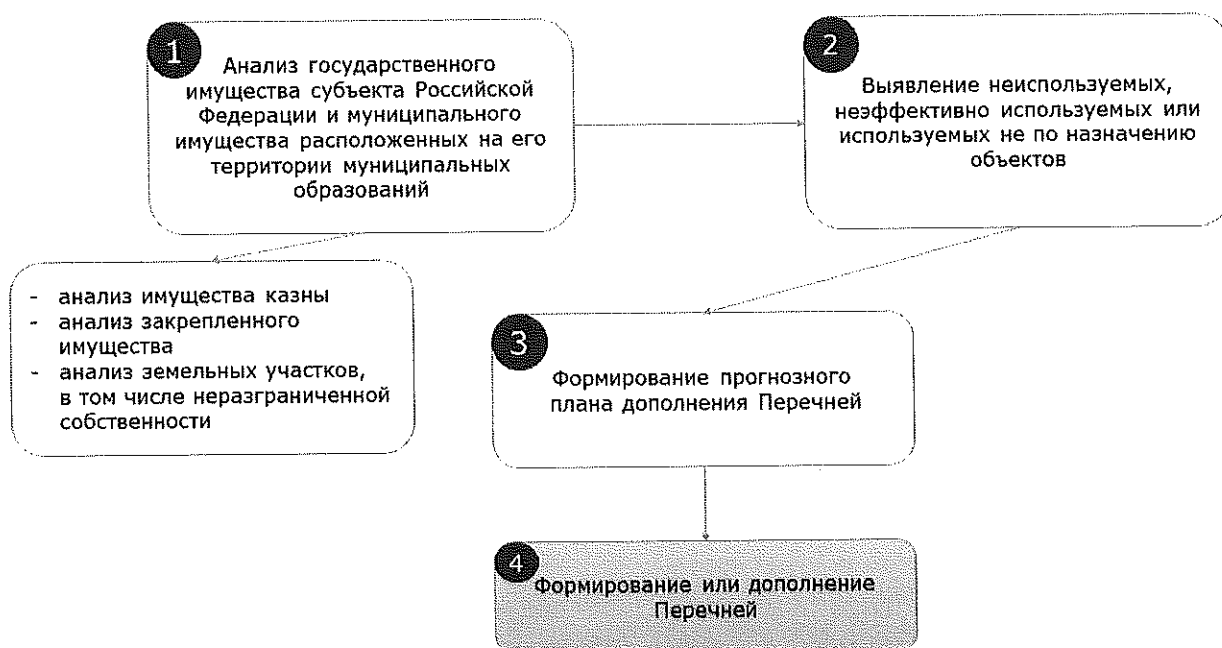 1
Анализ государственного
имущества субъекта Российской
Федерации и муниципального
имущества расположенных на его
территории муниципальных
образований
2
Выявление неиспользуемых,
неэффективно используемых или
используемых не по назначению
объектов
- анализ имущества казны
- анализ закрепленного
имущества
- анализ земельных участков,
в том числе неразграниченной
собственности
3
Формирование прогнозного
плана дополнения Перечней
4
Формирование или дополнение
Перечней